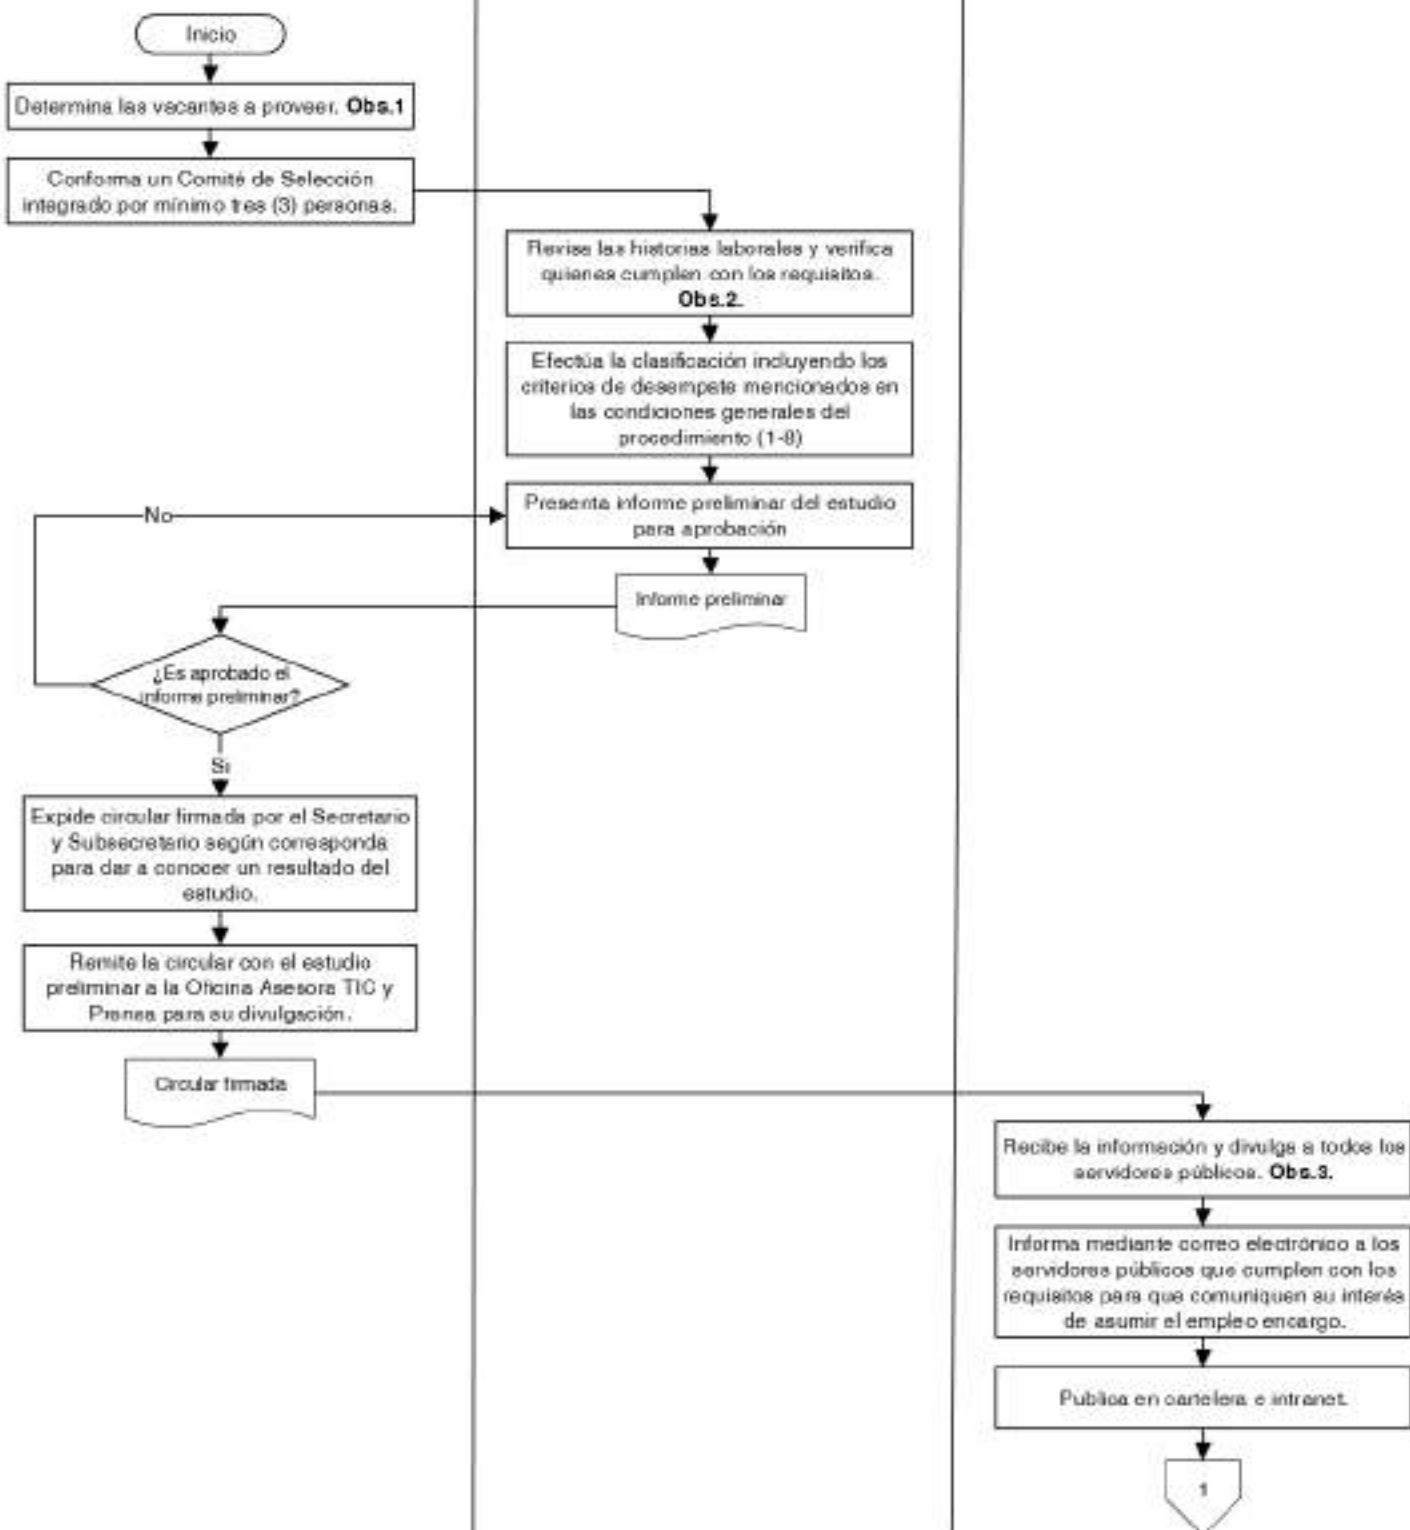 Inicio
Determina las vacantes a proveer. Obs.1
Conforma un Comité de Selección
integrado por mínimo tres (3) personas.
Revisa las historias laborales y verifica
quienes cumplen con los requisitos.
Obs.2.
Efectúa la clasificación incluyendo los
criterios de desempate mencionados en
las condiciones generales del
procedimiento (1-8)
Presenta informe preliminar del estudio
para aprobación
No
Informe preliminar
¿Es aprobado el
informe preliminar?
Si
Expide circular firmada por el Secretario
y Subsecretario según corresponda
para dar a conocer un resultado del
estudio.
Remite la circular con el estudio
preliminar a la Oficina Asesora TIC y
Prensa para su divulgación.
Circular firmada
Recibe la información y divulga a todos los
servidores públicos. Obs.3.
Informa mediante correo electrónico a los
servidores públicos que cumplen con los
requisitos para que comuniquen su interés
de asumir el empleo encargo.
Publica en cartelera e intranet.
1